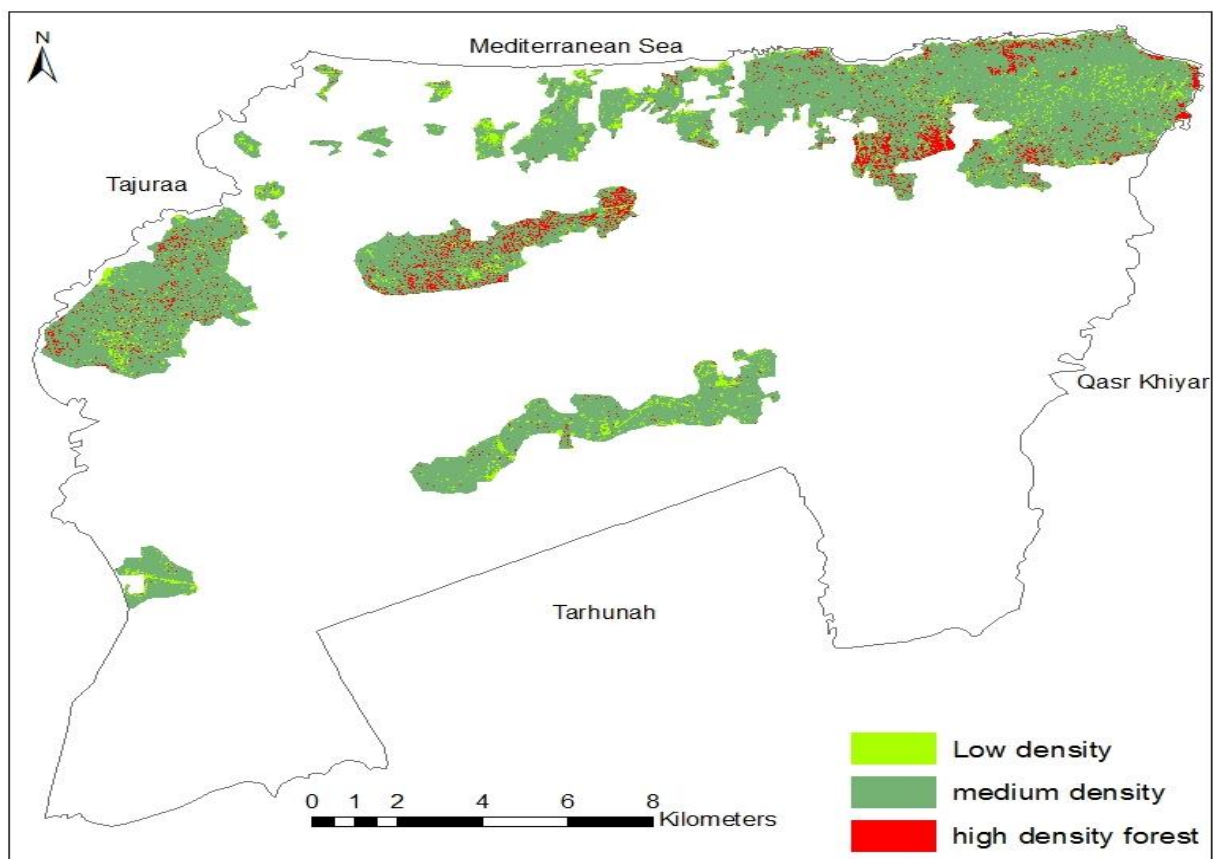 N
Mediterranean Sea
Tajuraa
Qasr Khiyar
Tarhunah
Low density
medium density
high density forest
0 1 2 4 6 8
Kilometers